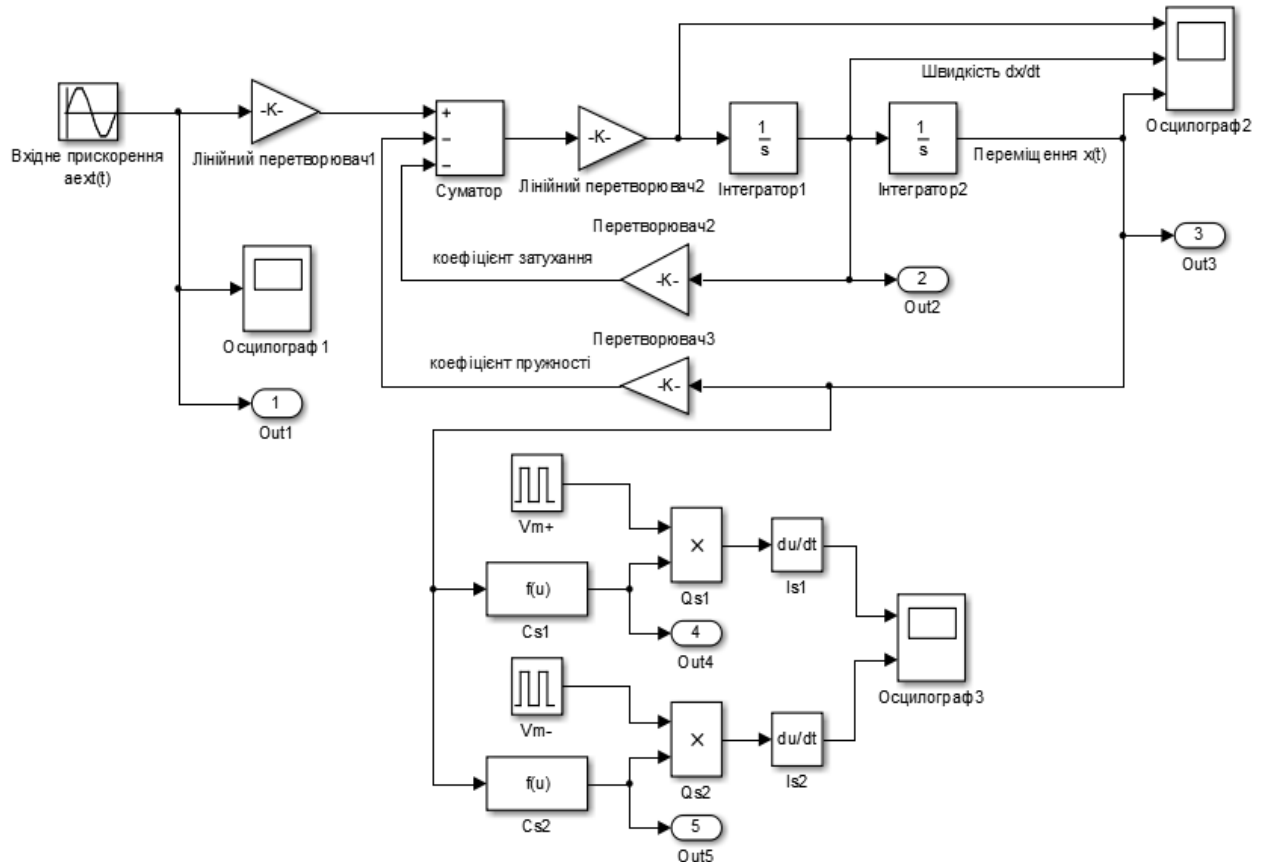 Швидкість dx/dt
Осцилограф2
-K-
+
−
−
-K-
1
s
1
s
Вхідне прискорення
aext(t)
Лінійний перетворювач1
Суматор
Лінійний перетворювач2
Інтегратор1
Інтегратор2
Переміщення x(t)
Перетворювач2
коефіцієнт затухання
-K-
2
Out2
3
Out3
Осцилограф1
Перетворювач3
коефіцієнт пружності
-K-
1
Out1
Vm+
×
Qs1
du/dt
Is1
f(u)
Cs1
4
Out4
Осцилограф3
Vm-
×
Qs2
du/dt
Is2
f(u)
Cs2
5
Out5